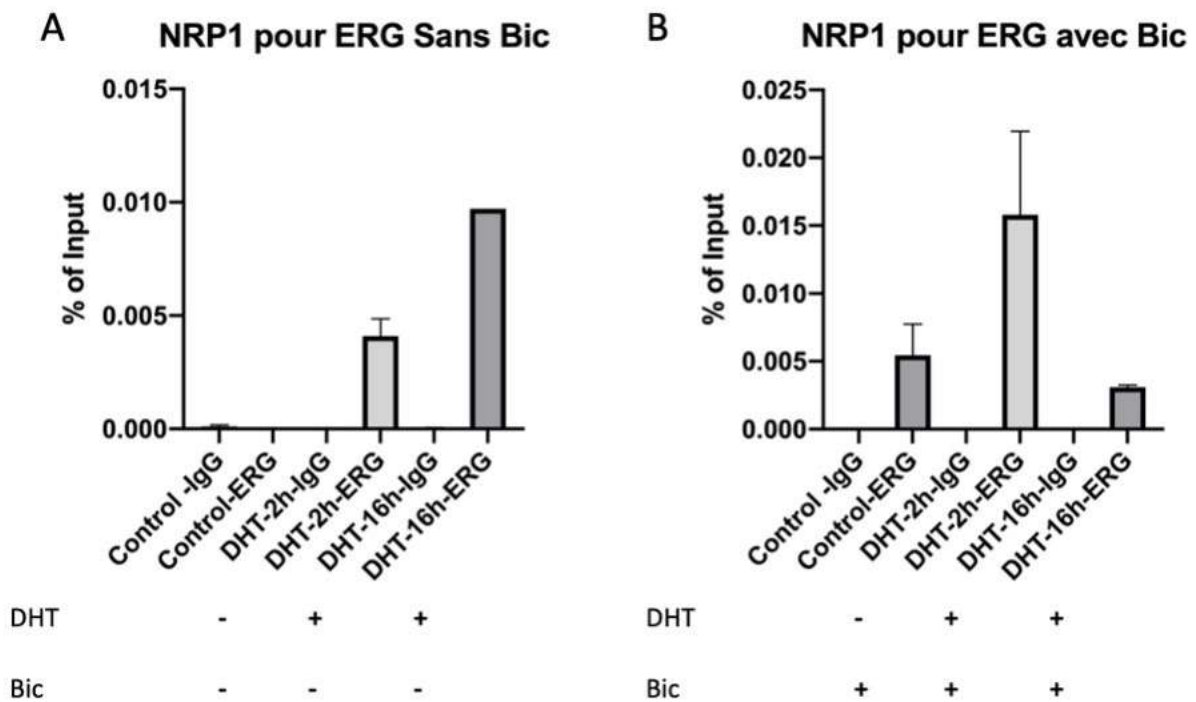 A
NRP1 pour ERG Sans Bic
% of Input
0.015
0.010
0.005
0.000
Control -IgG
Control-ERG
DHT-2h-IgG
DHT-2h-ERG
DHT-16h-IgG
DHT-16h-ERG
DHT - + +
Bic - - -
B
NRP1 pour ERG avec Bic
% of Input
0.025
0.020
0.015
0.010
0.005
0.000
Control -IgG
Control-ERG
DHT-2h-IgG
DHT-2h-ERG
DHT-16h-IgG
DHT-16h-ERG
DHT - + +
Bic + + +